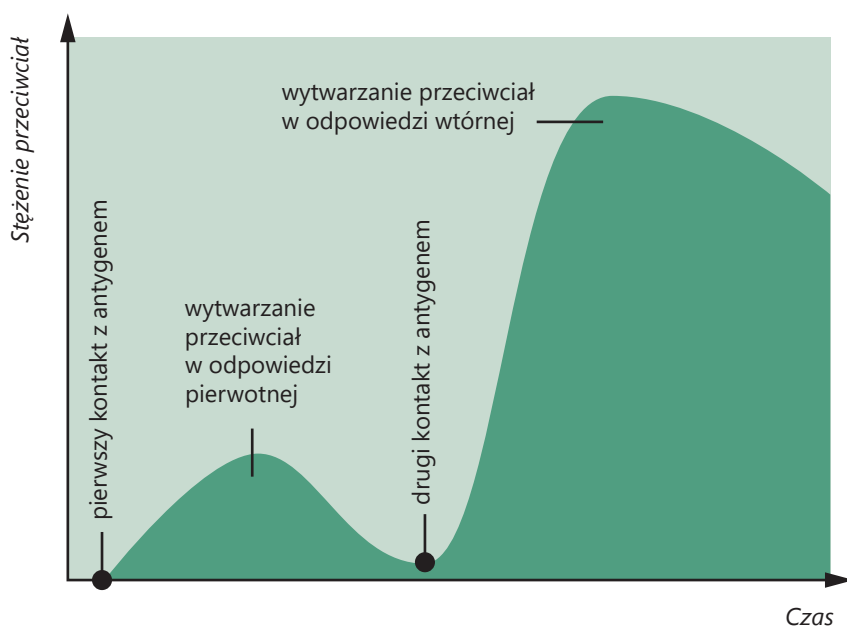 Stężenie przeciwciał
pierwszy kontakt z antygenem
wytwarzanie
przeciwciał
w odpowiedzi
pierwotnej
drugi kontakt z antygenem
wytwarzanie przeciwciał
w odpowiedzi wtórnej
Czas